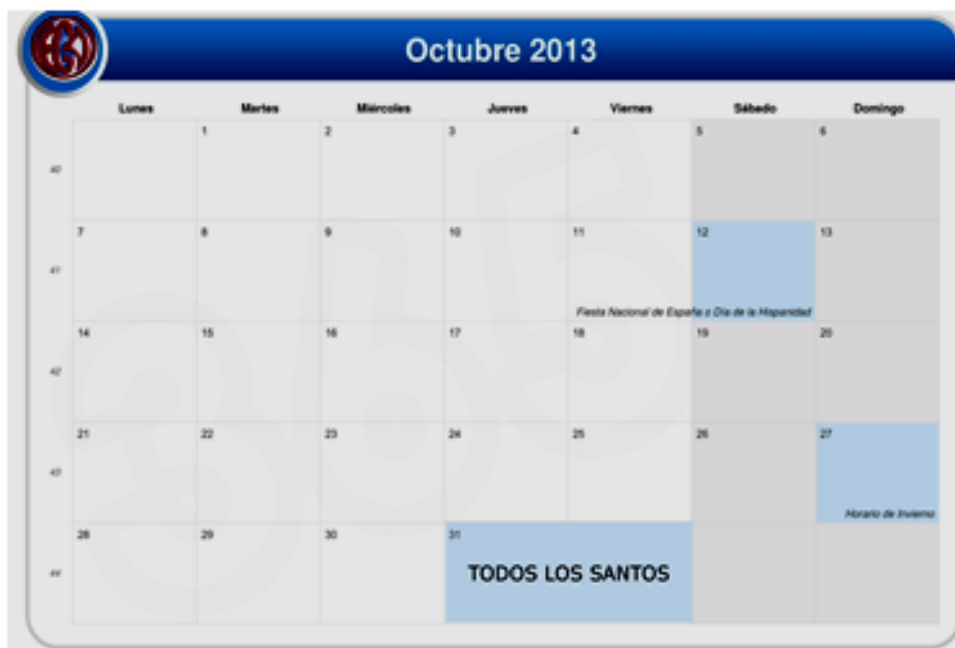 Octubre 2013
Lunes Martes Miércoles Jueves Viernes Sábado Domingo
1 2 3 4 5 6
40
7 8 9 10 11 12 13
41
Fiesta Nacional de España o Día de la Hispanidad
14 15 16 17 18 19 20
42
21 22 23 24 25 26 27
43
Horario de Invierno
28 29 30 31
44
TODOS LOS SANTOS
365